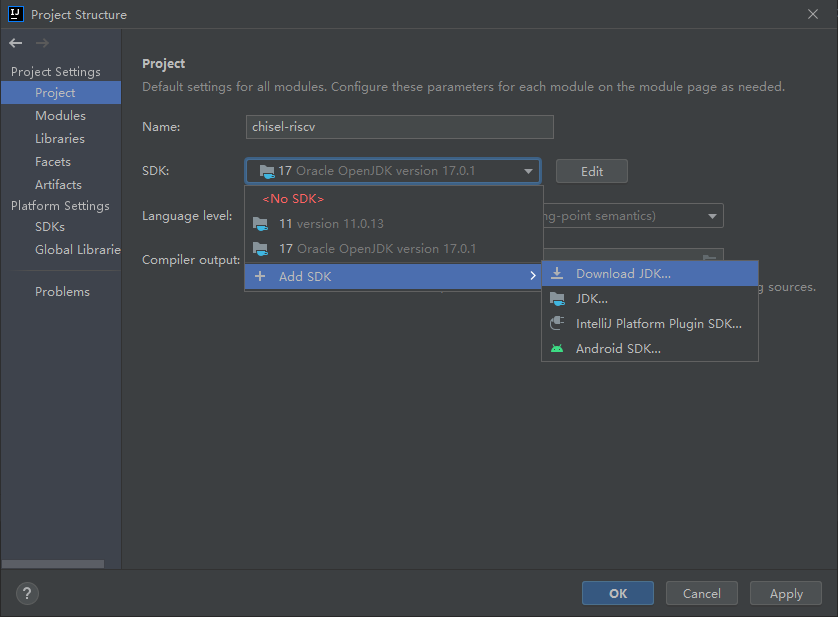 IJ
Project Structure
Project Settings
Project
Modules
Libraries
Facets
Artifacts
Platform Settings
SDKs
Global Librarie
Problems
Project
Default settings for all modules. Configure these parameters for each module on the module page as needed.
Name: chisel-riscv
SDK: 17 Oracle OpenJDK version 17.0.1 Edit
<No SDK>
11 version 11.0.13
17 Oracle OpenJDK version 17.0.1
+ Add SDK
Language level: ng-point semantics)
Compiler output:
Download JDK...
JDK...
IntelliJ Platform Plugin SDK...
Android SDK...
g sources.
?
OK Cancel Apply